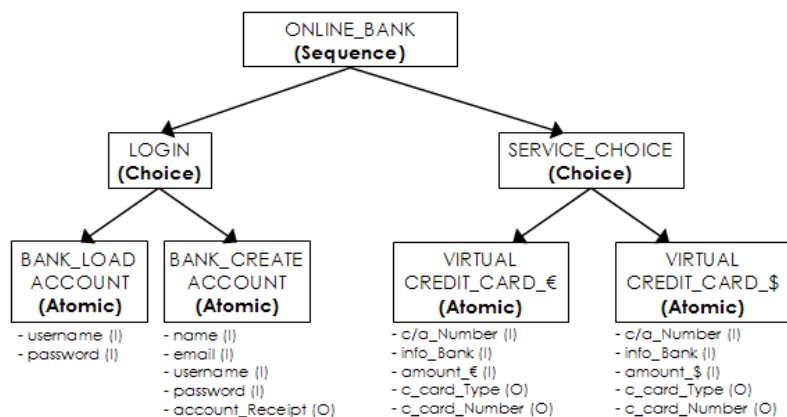 ONLINE_BANK
(Sequence)
LOGIN
(Choice)
SERVICE_CHOICE
(Choice)
BANK_LOAD
ACCOUNT
(Atomic)
- username (I)
- password (I)
BANK_CREATE
ACCOUNT
(Atomic)
- name (I)
- email (I)
- username (I)
- password (I)
- account_Receipt (O)
VIRTUAL
CREDIT_CARD_€
(Atomic)
- c/a_Number (I)
- info_Bank (I)
- amount_€ (I)
- c_card_Type (O)
- c_card_Number (O)
VIRTUAL
CREDIT_CARD_$
(Atomic)
- c/a_Number (I)
- info_Bank (I)
- amount_$ (I)
- c_card_Type (O)
- c_card_Number (O)